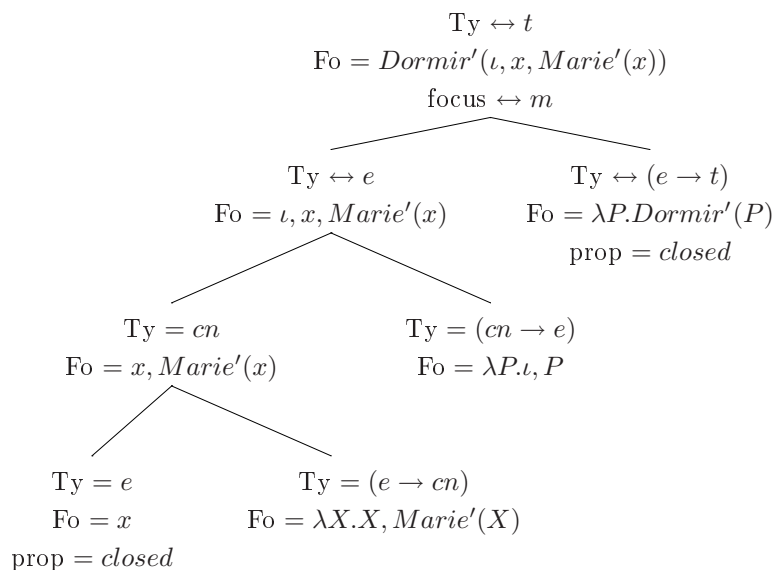 Ty ↔ t
Fo = Dormir′(ι, x, Marie′(x))
focus ↔ m
Ty ↔ e Ty ↔ (e → t)
Fo = ι, x, Marie′(x) Fo = λP.Dormir′(P)
prop = closed
Ty = cn Ty = (cn → e)
Fo = x, Marie′(x) Fo = λP.ι, P
Ty = e Ty = (e → cn)
Fo = x Fo = λX.X, Marie′(X)
prop = closed